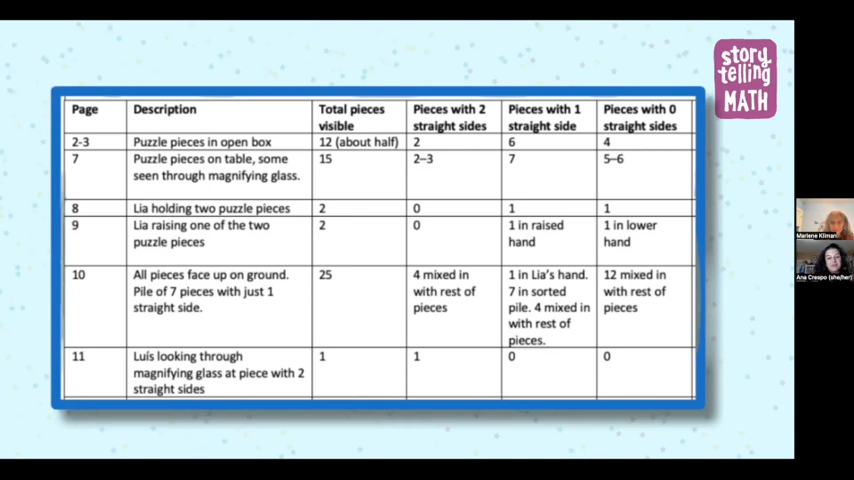 story
telling
MATH
Page Description Total pieces visible Pieces with 2 straight sides Pieces with 1 straight side Pieces with 0 straight sides
2-3 Puzzle pieces in open box 12 (about half) 2 6 4
7 Puzzle pieces on table, some seen through magnifying glass. 15 2–3 7 5–6
8 Lia holding two puzzle pieces 2 0 1 1
9 Lia raising one of the two puzzle pieces 2 0 1 in raised hand 1 in lower hand
10 All pieces face up on ground. Pile of 7 pieces with just 1 straight side. 25 4 mixed in with rest of pieces 1 in Lia's hand. 7 in sorted pile. 4 mixed in with rest of pieces. 12 mixed in with rest of pieces
11 Luís looking through magnifying glass at piece with 2 straight sides 1 1 0 0
Marlene Kliman
Ana Crespo (she/her)